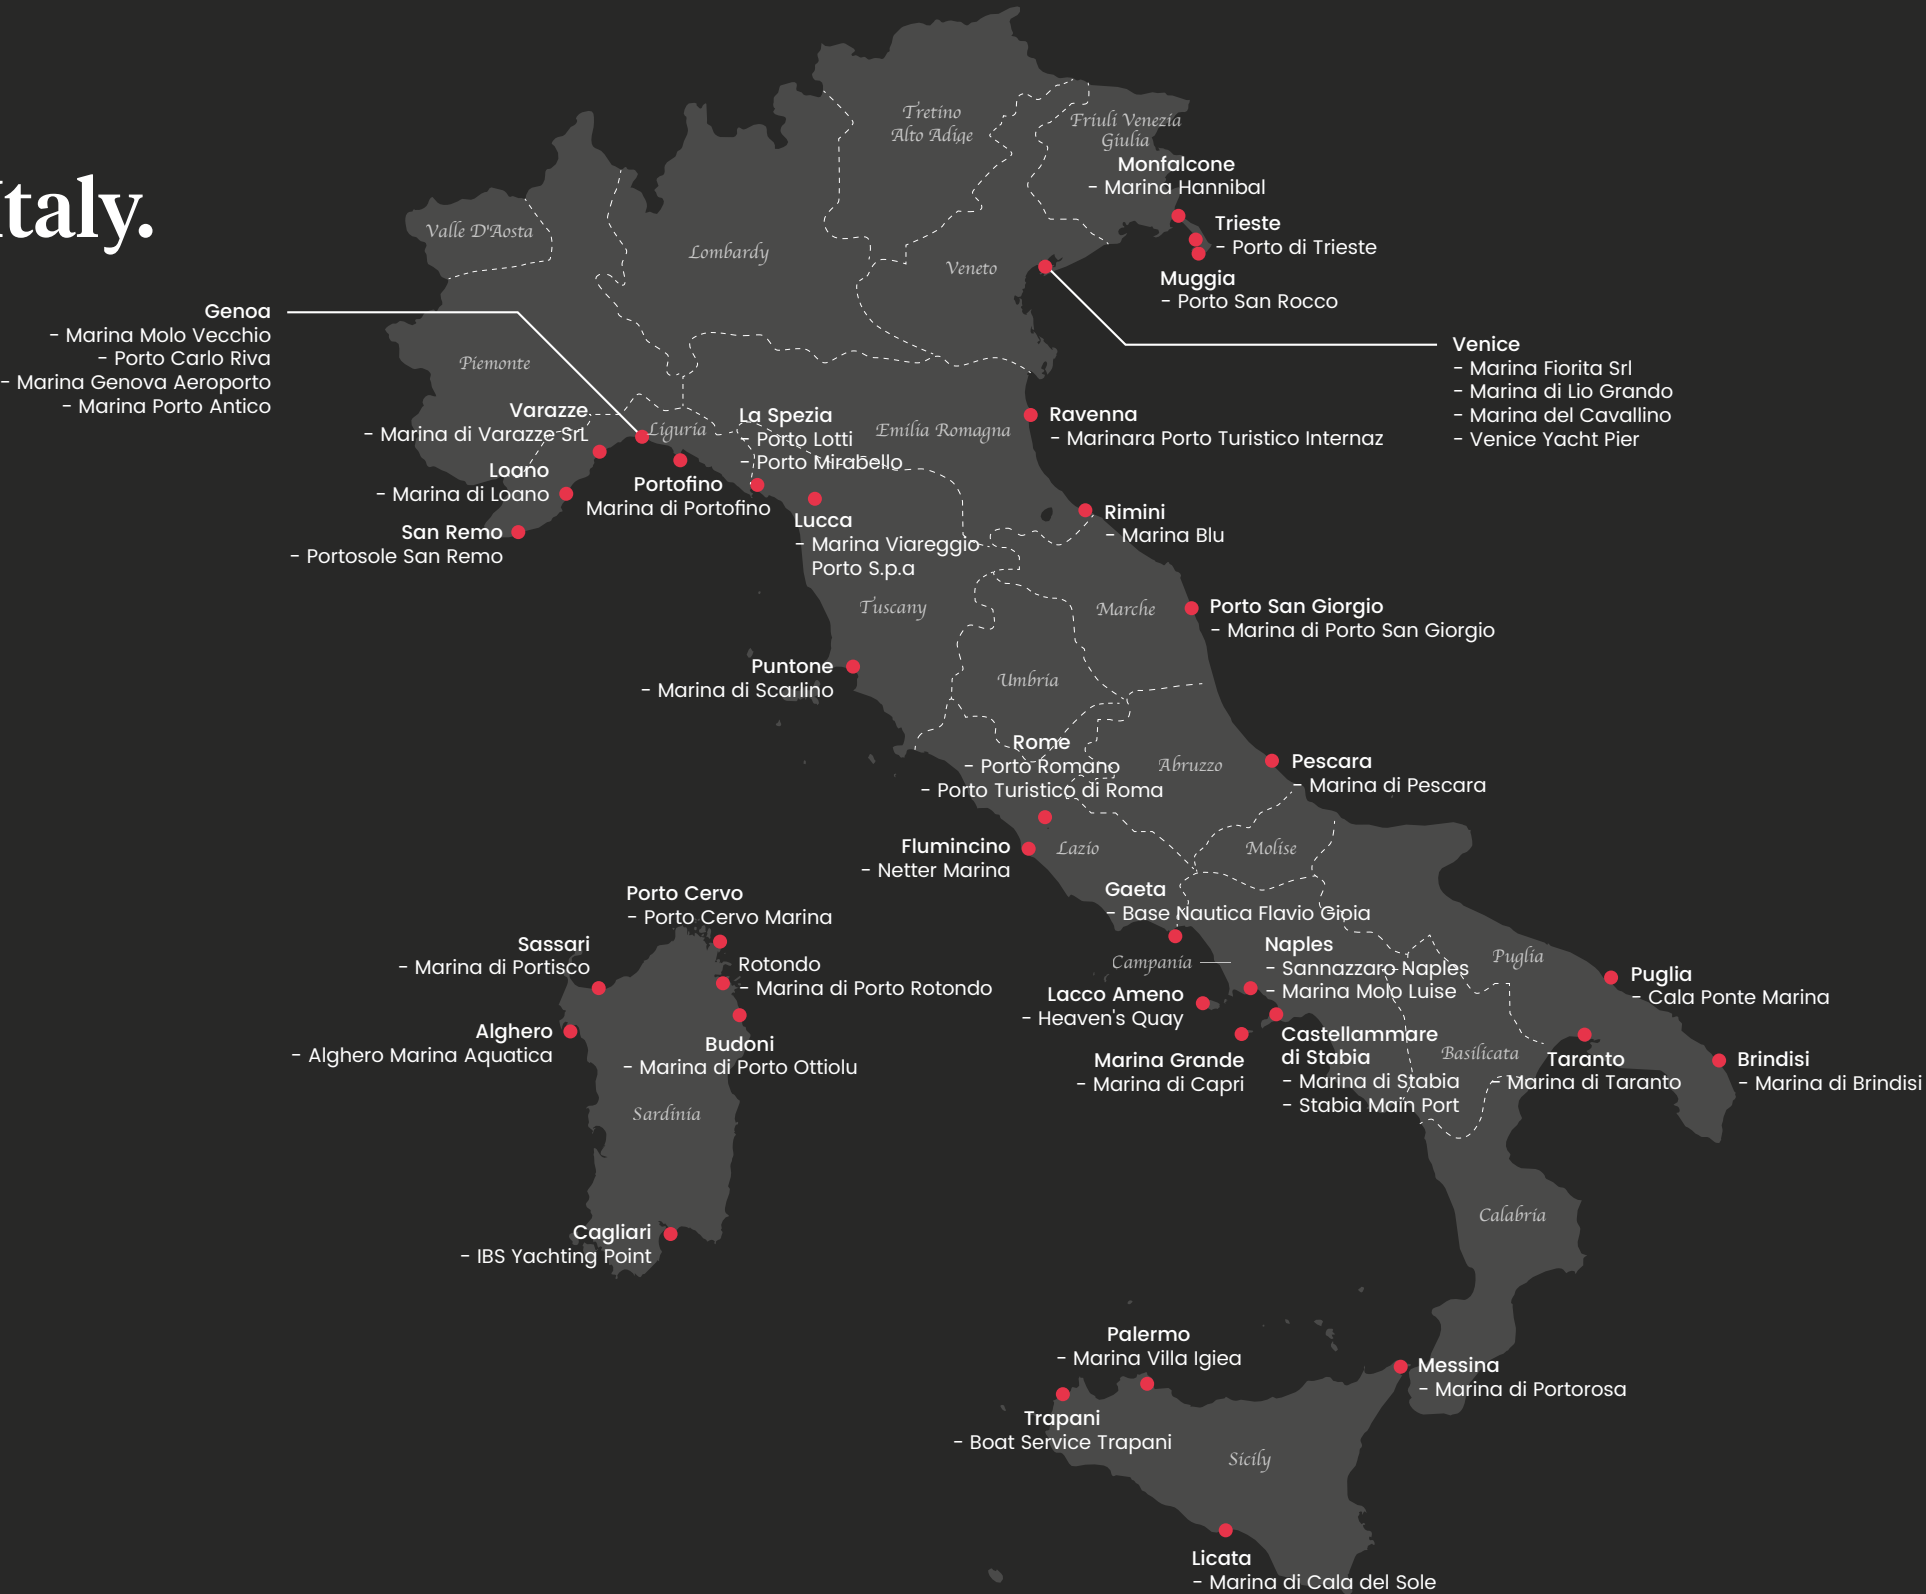 Italy.
Tretino
Alto Adige
Friuli Venezia
Giulia
Monfalcone
- Marina Hannibal
Trieste
- Porto di Trieste
Muggia
- Porto San Rocco
Valle D'Aosta
Lombardy
Veneto
Genoa
- Marina Molo Vecchio
- Porto Carlo Riva
- Marina Genova Aeroporto
- Marina Porto Antico
Venice
- Marina Fiorita Srl
- Marina di Lio Grando
- Marina del Cavallino
- Venice Yacht Pier
Piemonte
Varazze
- Marina di Varazze SrL
Liguria
La Spezia
- Porto Lotti
- Porto Mirabello
Emilia Romagna
Ravenna
- Marinara Porto Turistico Internaz
Loano
- Marina di Loano
Portofino
Marina di Portofino
San Remo
- Portosole San Remo
Lucca
- Marina Viareggio
Porto S.p.a
Rimini
- Marina Blu
Tuscany
Marche
Porto San Giorgio
- Marina di Porto San Giorgio
Puntone
- Marina di Scarlino
Umbria
Rome
- Porto Romano
- Porto Turistico di Roma
Abruzzo
Pescara
- Marina di Pescara
Flumincino
- Netter Marina
Lazio
Molise
Gaeta
- Base Nautica Flavio Gioia
Porto Cervo
- Porto Cervo Marina
Sassari
- Marina di Portisco
Rotondo
- Marina di Porto Rotondo
Alghero
- Alghero Marina Aquatica
Budoni
- Marina di Porto Ottiolu
Sardinia
Cagliari
- IBS Yachting Point
Campania
Naples
- Sannazzaro Naples
- Marina Molo Luise
Lacco Ameno
- Heaven's Quay
Marina Grande
- Marina di Capri
Castellammare
di Stabia
- Marina di Stabia
- Stabia Main Port
Puglia
Puglia
- Cala Ponte Marina
Basilicata
Taranto
- Marina di Taranto
Brindisi
- Marina di Brindisi
Calabria
Palermo
- Marina Villa Igiea
Messina
- Marina di Portorosa
Trapani
- Boat Service Trapani
Sicily
Licata
- Marina di Cala del Sole